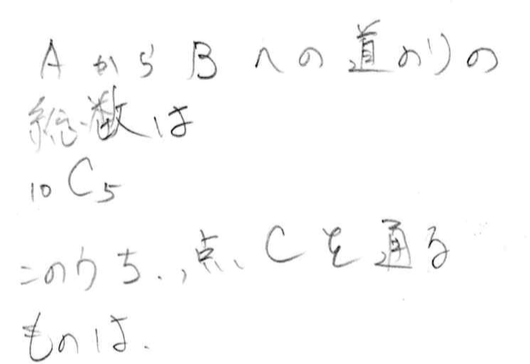 AからBへの道のりの
総数は
₁₀C₅
このうち、点Cを通る
ものは、